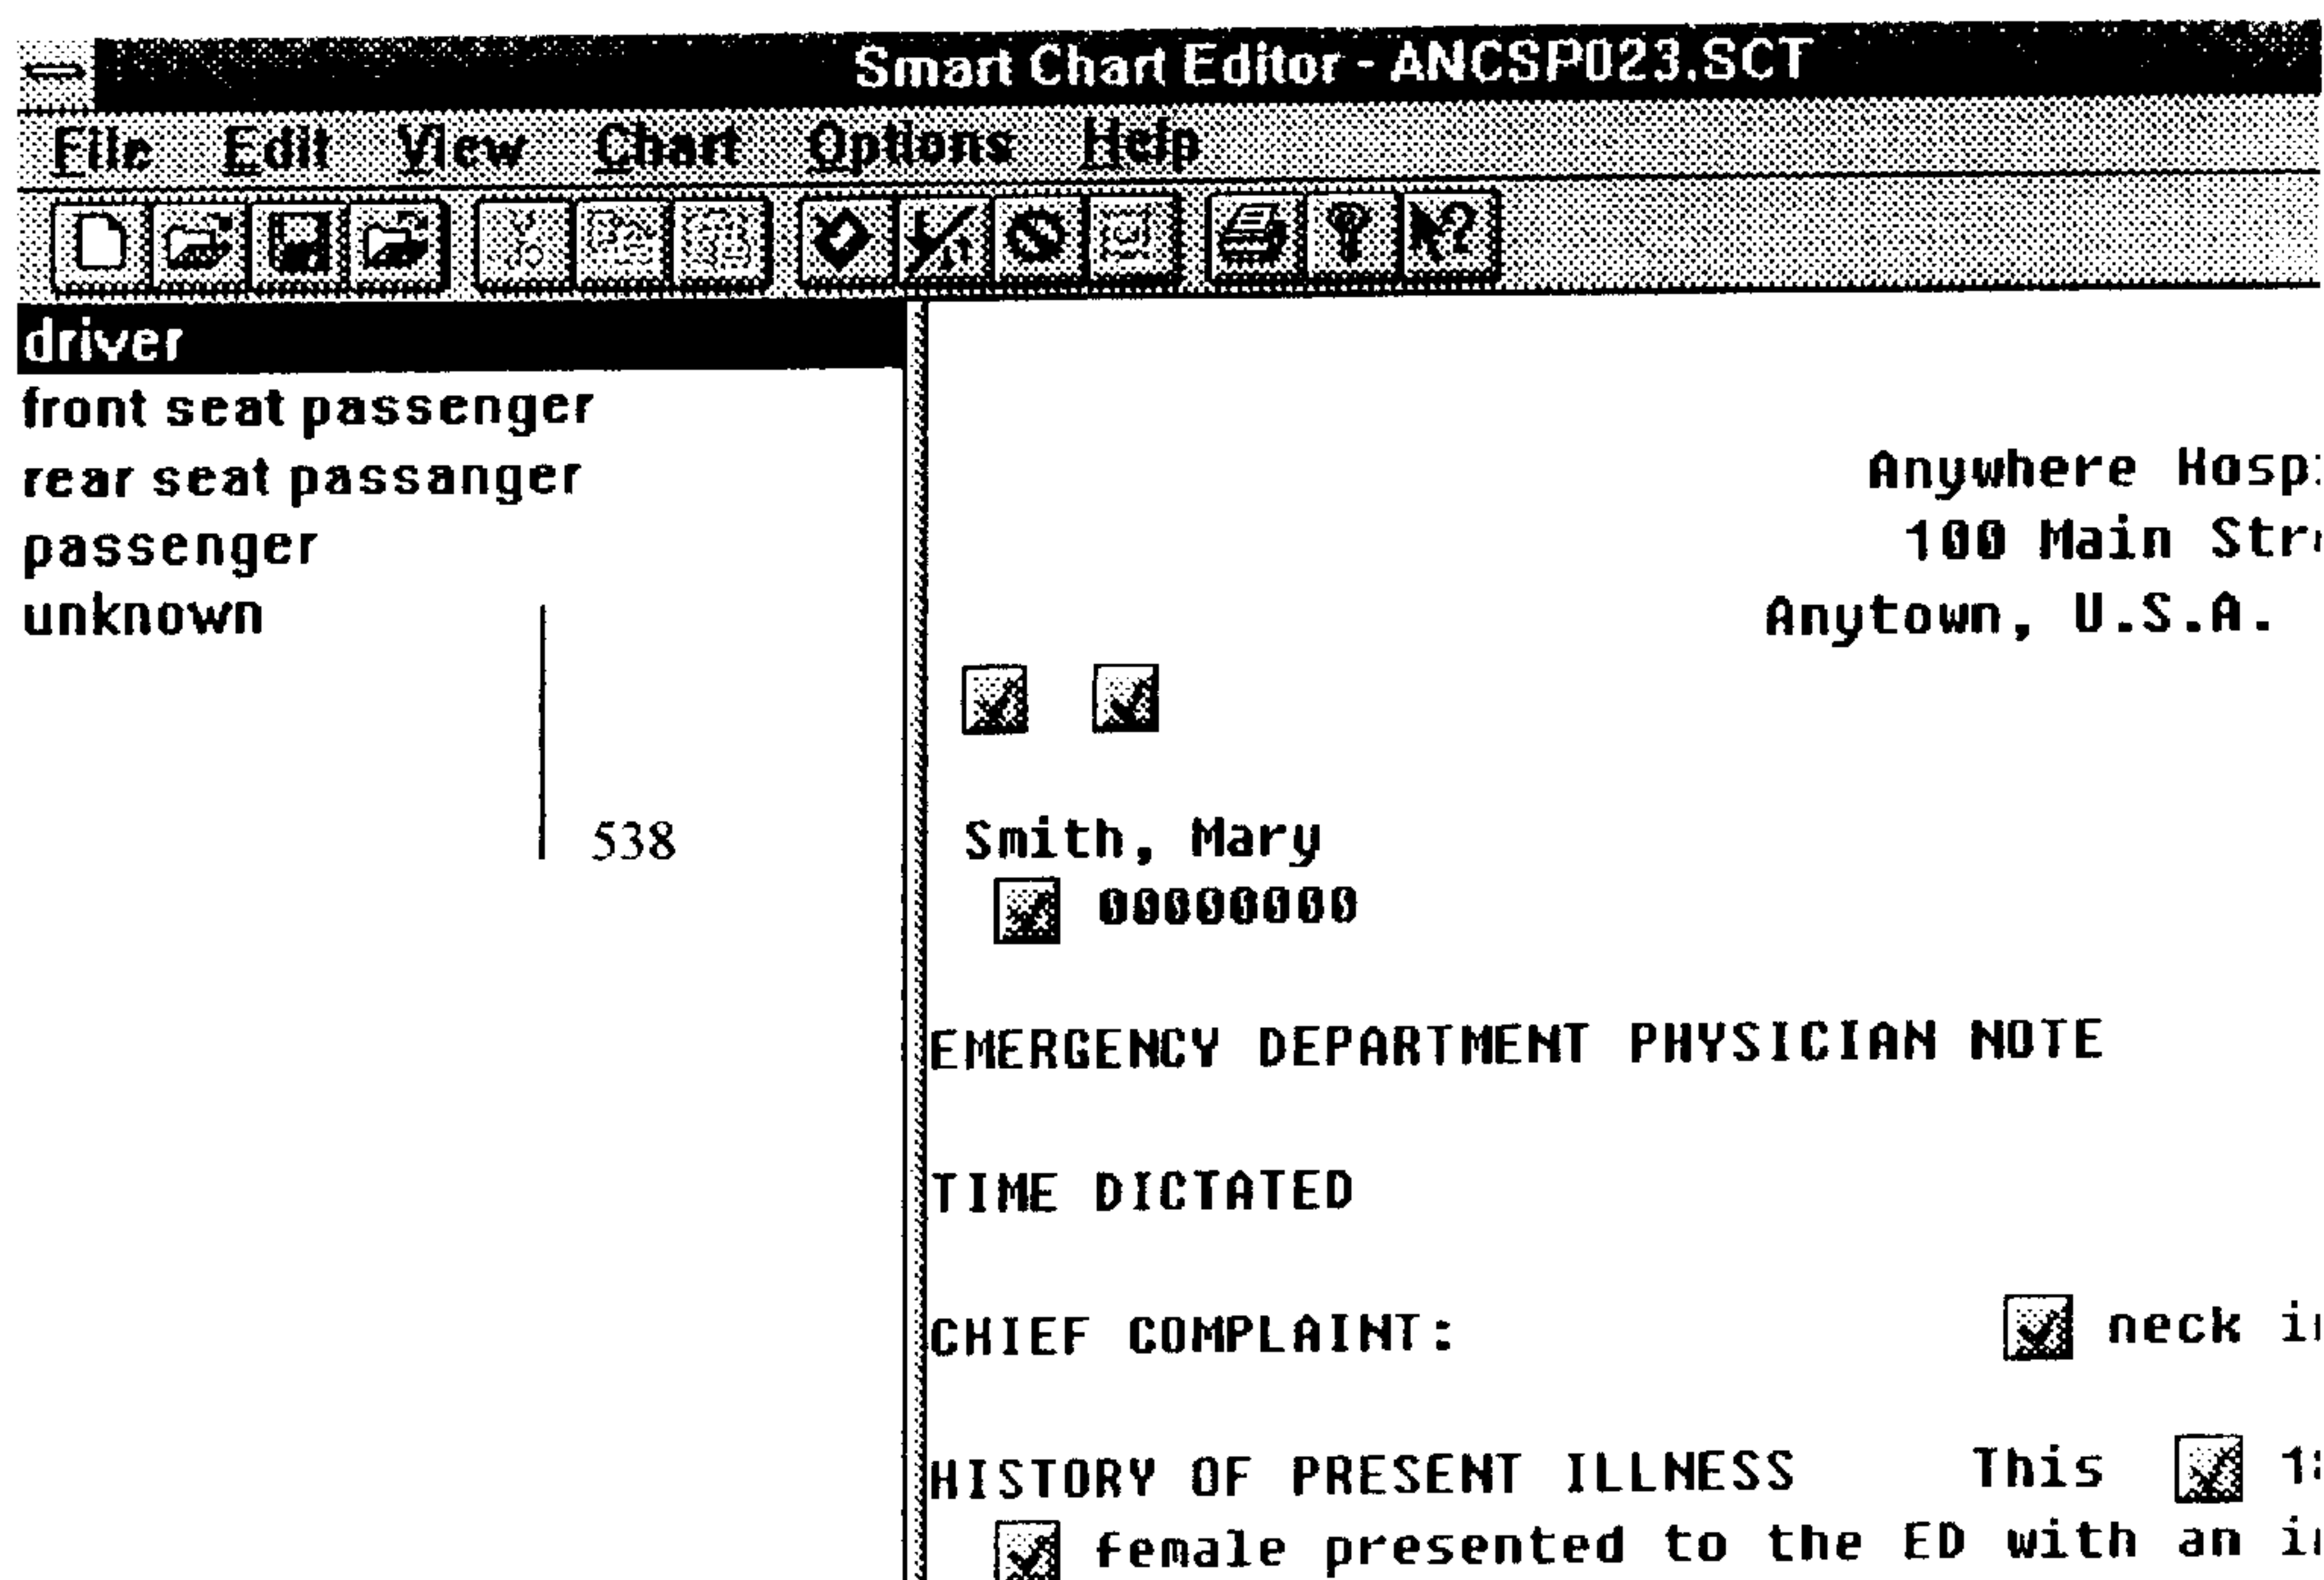 Smart Chart Editor - ANCSP023.SCT
File Edit View Chart Options Help
driver
front seat passenger
rear seat passanger
passenger
unknown
538
Anywhere
100 Main
Anytown, U.S.A.
Smith, Mary
00000000
EMERGENCY DEPARTMENT PHYSICIAN NOTE
TIME DICTATED
CHIEF COMPLAINT: neck
HISTORY OF PRESENT ILLNESS This
female presented to the ED with an